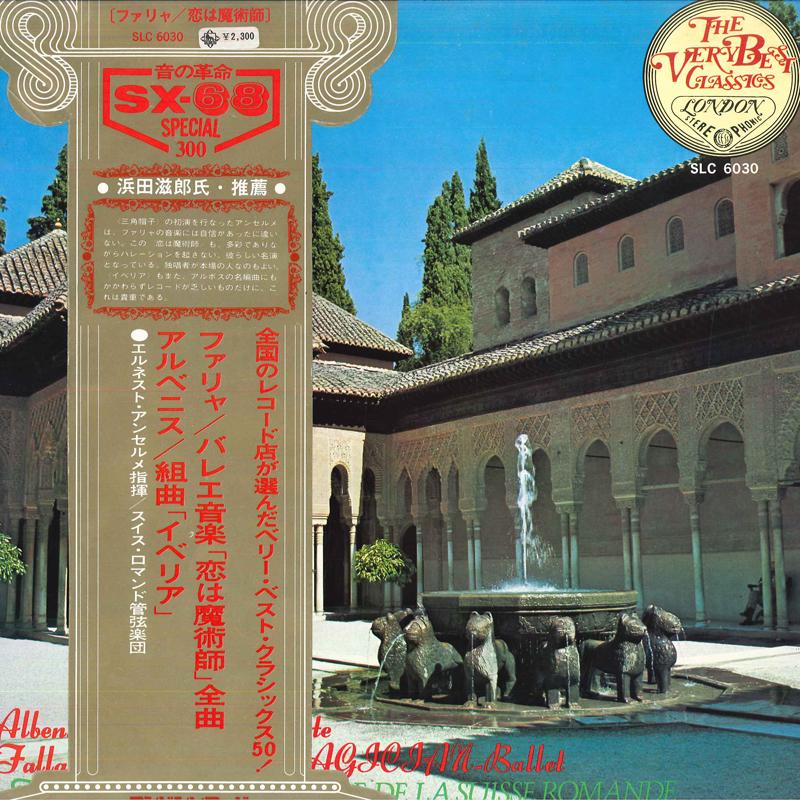 ［ファリャ／恋は魔術師］
SLC 6030
¥2,300
音の革命
SX-68
SPECIAL
300
●浜田滋郎氏・推薦●
〈三角帽子〉の初演を行なったアンセルメ
は、ファリャの音楽には自信があったに違い
ない。この〈恋は魔術師〉も、多彩でありな
がらハレーションを起さない、彼らしい名演
となっている。独唱者が本場の人なのもよい。
〈イベリア〉もまた、アルボスの名編曲にも
かかわらずレコードが乏しいものだけに、こ
れは貴重である。
全国のレコード店が選んだベリー・ベスト・クラシックス50！
ファリャ／バレエ音楽「恋は魔術師」全曲
アルベニス／組曲「イベリア」
●エルネスト・アンセルメ指揮／スイス・ロマンド管弦楽団
THE
VERY BEST
CLASSICS
LONDON
STEREOPHONIC
SLC 6030
Alben
te
Falla
AGICIAM-Ballet
DE LA SUISSE ROMANDE